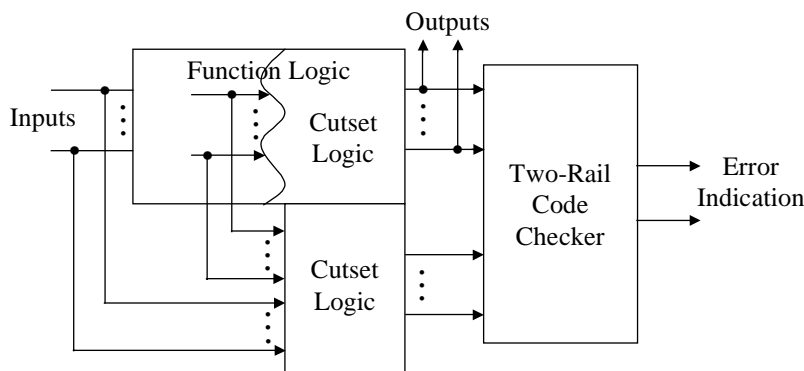 Outputs
Function Logic
Inputs
Cutset
Logic
Two-Rail
Code
Checker
Error
Indication
Cutset
Logic